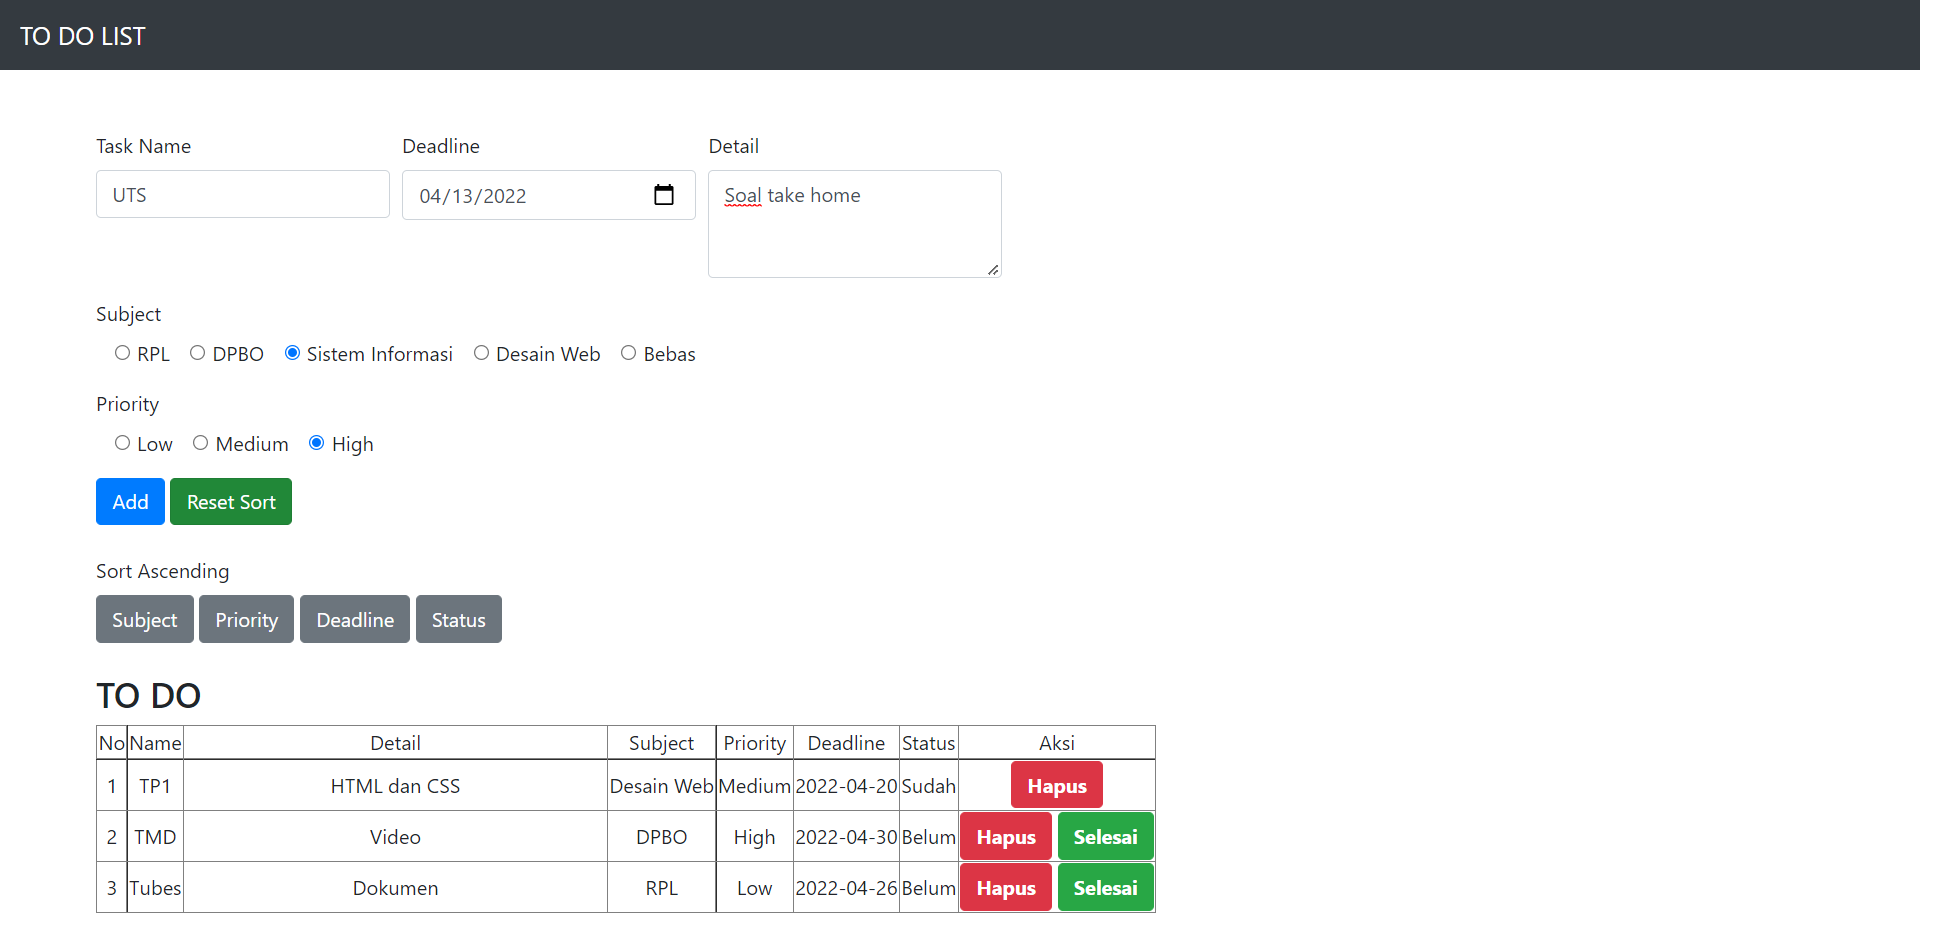 TO DO LIST
Task Name Deadline Detail
UTS 04/13/2022 Soal take home
Subject
RPL DPBO Sistem Informasi Desain Web Bebas
Priority
Low Medium High
Add Reset Sort
Sort Ascending
Subject Priority Deadline Status
TO DO
No Name Detail Subject Priority Deadline Status Aksi
1 TP1 HTML dan CSS Desain Web Medium 2022-04-20 Sudah Hapus
2 TMD Video DPBO High 2022-04-30 Belum Hapus Selesai
3 Tubes Dokumen RPL Low 2022-04-26 Belum Hapus Selesai